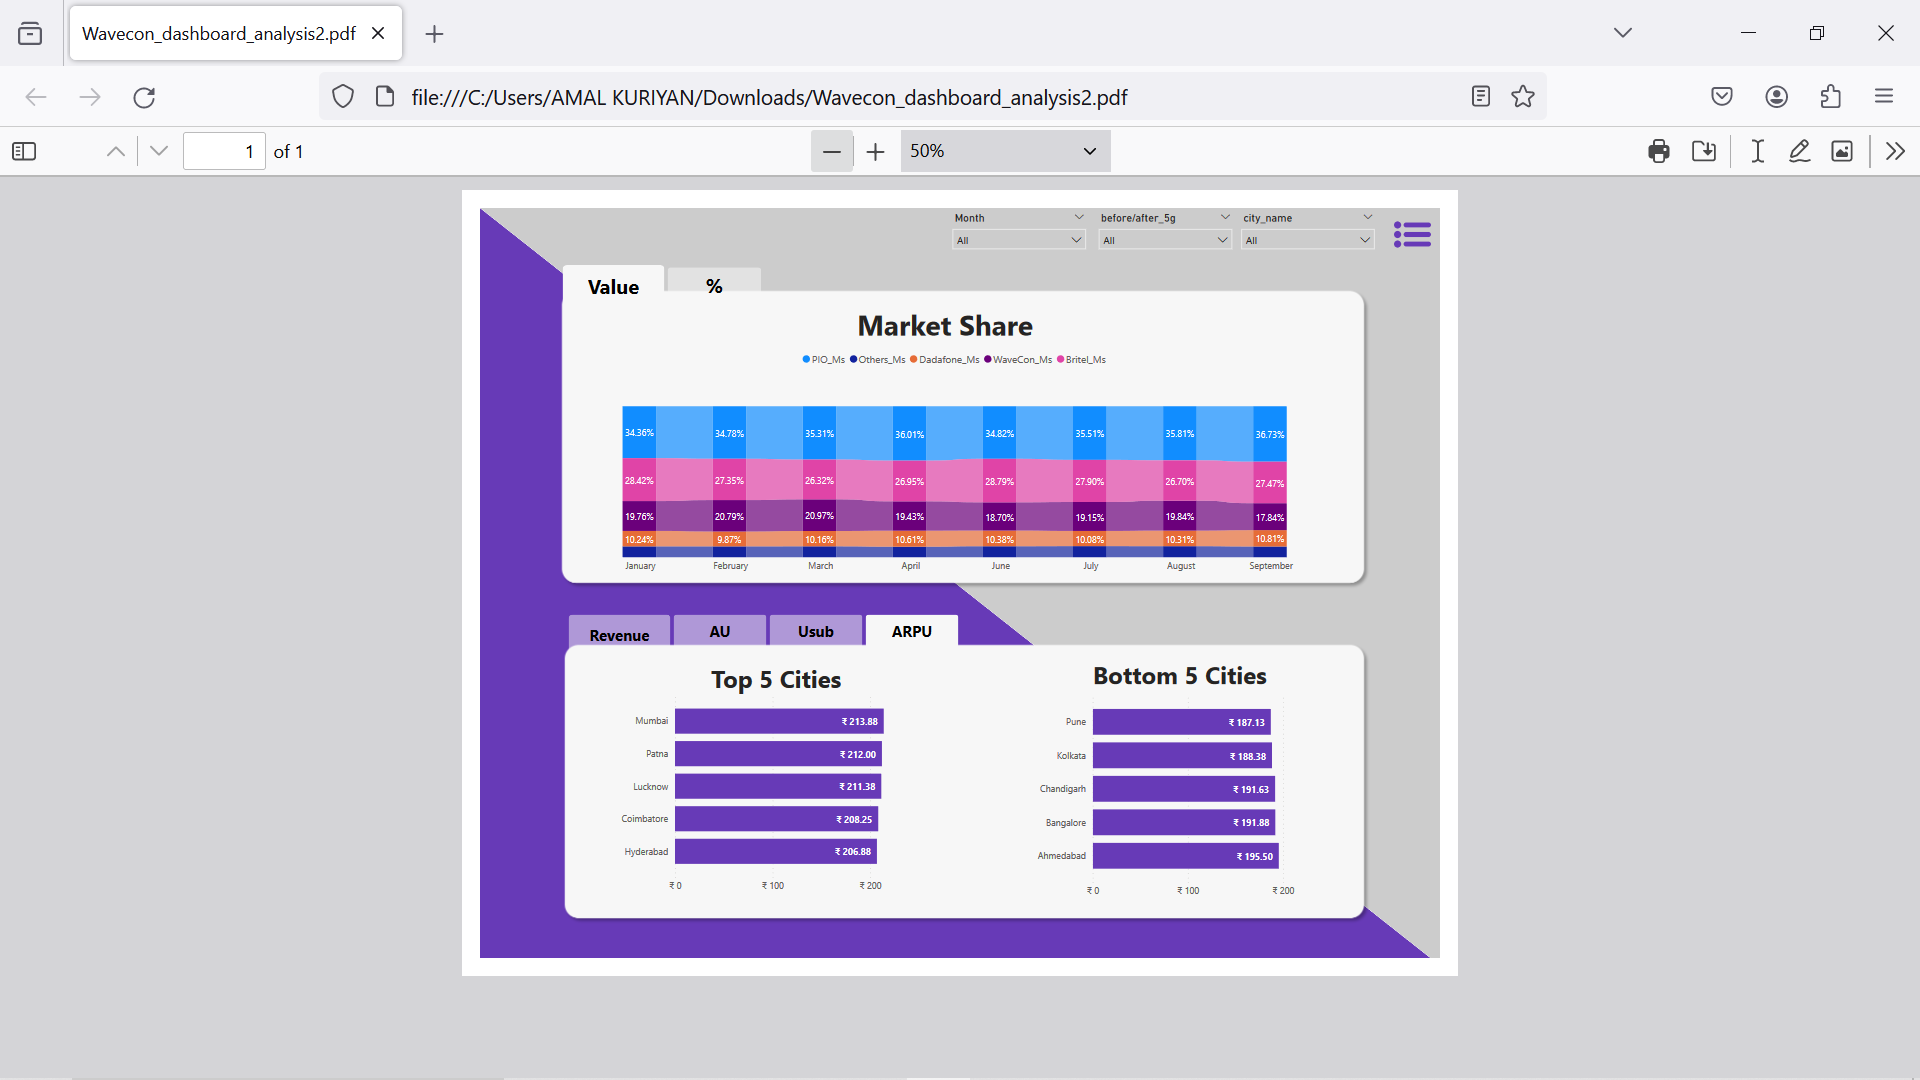 Wavecon_dashboard_analysis2.pdf
file:///C:/Users/AMAL KURIYAN/Downloads/Wavecon_dashboard_analysis2.pdf
1 of 1
50%
Month before/after_5g city_name
All All All
Value %
Market Share
PIO_Ms Others_Ms Dadafone_Ms WaveCon_Ms Britel_Ms
34.36% 34.78% 35.31% 36.01% 34.82% 35.51% 35.81% 36.73%
28.42% 27.35% 26.32% 26.95% 28.79% 27.90% 26.70% 27.47%
19.76% 20.79% 20.97% 19.43% 18.70% 19.15% 19.84% 17.84%
10.24% 9.87% 10.16% 10.61% 10.38% 10.08% 10.31% 10.81%
January February March April June July August September
Revenue AU Usub ARPU
Top 5 Cities
Mumbai ₹ 213.88
Patna ₹ 212.00
Lucknow ₹ 211.38
Coimbatore ₹ 208.25
Hyderabad ₹ 206.88
₹ 0 ₹ 100 ₹ 200
Bottom 5 Cities
Pune ₹ 187.13
Kolkata ₹ 188.38
Chandigarh ₹ 191.63
Bangalore ₹ 191.88
Ahmedabad ₹ 195.50
₹ 0 ₹ 100 ₹ 200